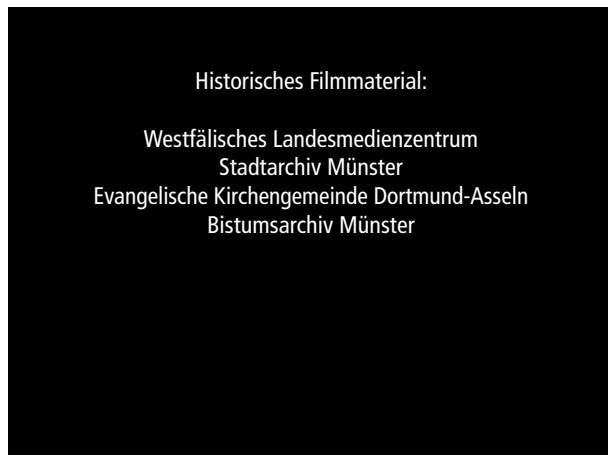 Historisches Filmmaterial:
Westfälisches Landesmedienzentrum
Stadtarchiv Münster
Evangelische Kirchengemeinde Dortmund-Asseln
Bistumsarchiv Münster